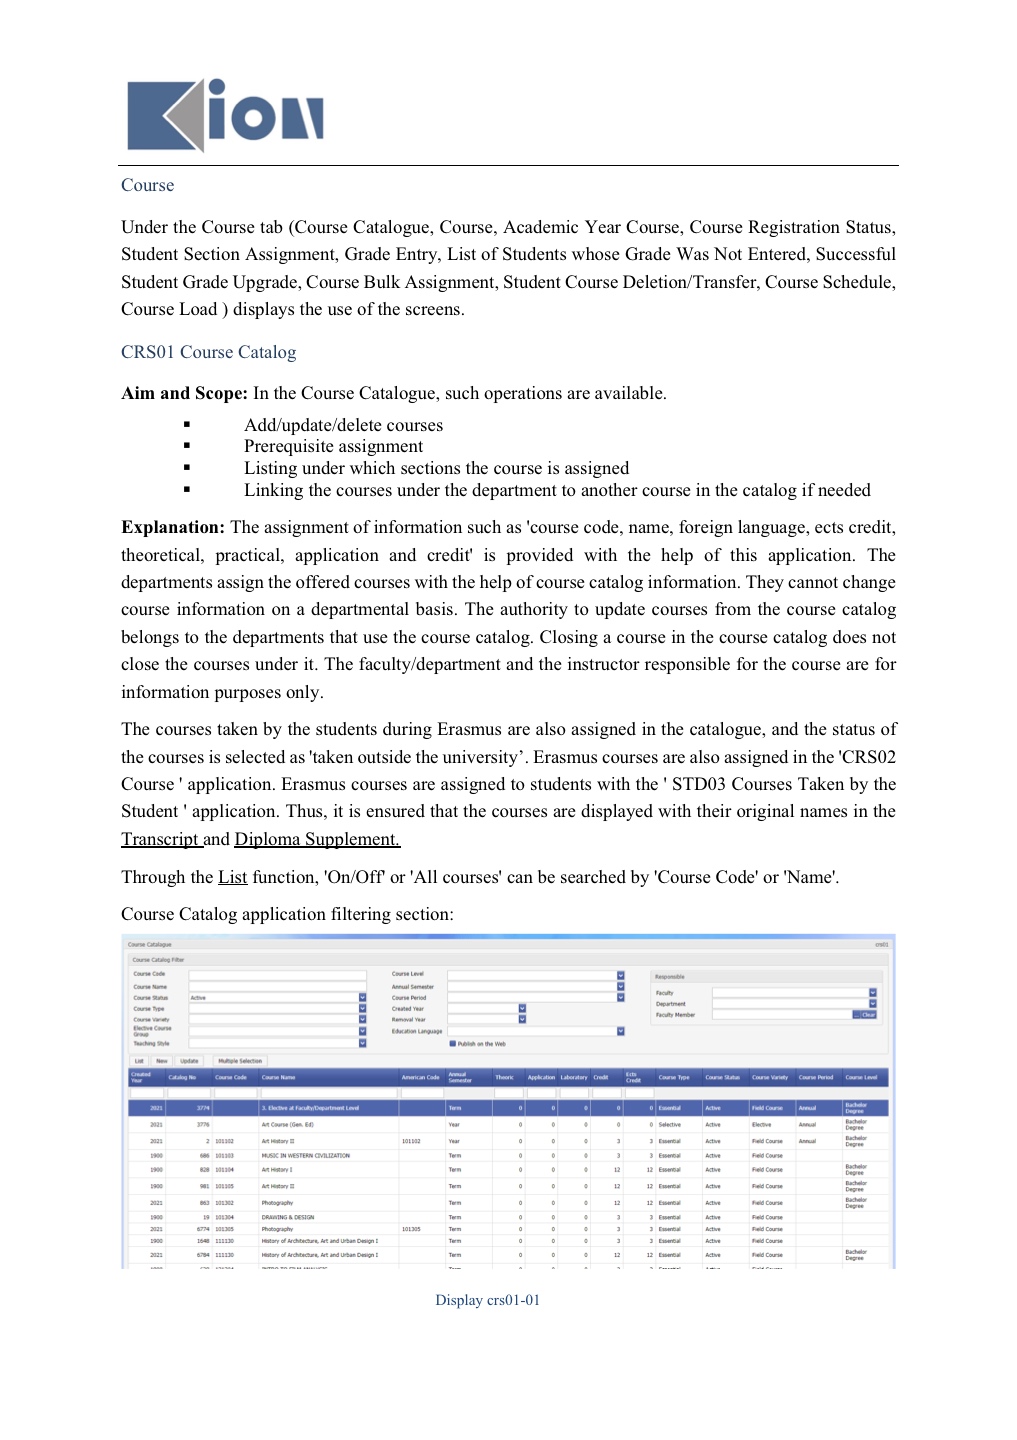 Kion
Course
Under the Course tab (Course Catalogue, Course, Academic Year Course, Course Registration Status,
Student Section Assignment, Grade Entry, List of Students whose Grade Was Not Entered, Successful
Student Grade Upgrade, Course Bulk Assignment, Student Course Deletion/Transfer, Course Schedule,
Course Load ) displays the use of the screens.
CRS01 Course Catalog
Aim and Scope: In the Course Catalogue, such operations are available.
▪ Add/update/delete courses
▪ Prerequisite assignment
▪ Listing under which sections the course is assigned
▪ Linking the courses under the department to another course in the catalog if needed
Explanation: The assignment of information such as 'course code, name, foreign language, ects credit,
theoretical, practical, application and credit' is provided with the help of this application. The
departments assign the offered courses with the help of course catalog information. They cannot change
course information on a departmental basis. The authority to update courses from the course catalog
belongs to the departments that use the course catalog. Closing a course in the course catalog does not
close the courses under it. The faculty/department and the instructor responsible for the course are for
information purposes only.
The courses taken by the students during Erasmus are also assigned in the catalogue, and the status of
the courses is selected as 'taken outside the university’. Erasmus courses are also assigned in the 'CRS02
Course ' application. Erasmus courses are assigned to students with the ' STD03 Courses Taken by the
Student ' application. Thus, it is ensured that the courses are displayed with their original names in the
Transcript and Diploma Supplement.
Through the List function, 'On/Off' or 'All courses' can be searched by 'Course Code' or 'Name'.
Course Catalog application filtering section:
Course Catalogue crs01
Course Catalog Filter
Course Code Course Level Responsible
Course Name Annual Semester Faculty
Course Status Active Course Period Department
Course Type Created Year Faculty Member ... Clear
Course Variety Removal Year
Elective Course Group Education Language
Teaching Style Publish on the Web
List New Update Multiple Selection
Created Year Catalog No Course Code Course Name American Code Annual Semester Theoric Application Laboratory Credit Ects Credit Course Type Course Status Course Variety Course Period Course Level
2021 3774 3. Elective at Faculty/Department Level Term 0 0 0 0 0 Essential Active Field Course Annual Bachelor Degree
2021 3776 Art Course (Gen. Ed) Year 0 0 0 0 0 Selective Active Elective Annual Bachelor Degree
2021 2 101102 Art History II 101102 Year 0 0 0 3 3 Essential Active Field Course Annual Bachelor Degree
1900 686 101103 MUSIC IN WESTERN CIVILIZATION Term 0 0 0 3 3 Essential Active Field Course
1900 828 101104 Art History I Term 0 0 0 12 12 Essential Active Field Course Bachelor Degree
1900 981 101105 Art History II Term 0 0 0 12 12 Essential Active Field Course Bachelor Degree
2021 863 101302 Photography Term 0 0 0 12 12 Essential Active Field Course Bachelor Degree
1900 19 101304 DRAWING & DESIGN Term 0 0 0 3 3 Essential Active Field Course
2021 6774 101305 Photography 101305 Term 0 0 0 3 3 Essential Active Field Course
1900 1648 111130 History of Architecture, Art and Urban Design I Term 0 0 0 3 3 Essential Active Field Course
2021 6784 111130 History of Architecture, Art and Urban Design I Term 0 0 0 12 12 Essential Active Field Course Bachelor Degree
Display crs01-01